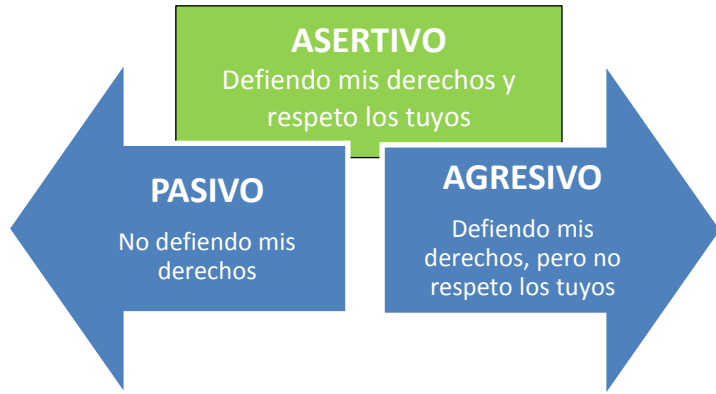 ASERTIVO
Defiendo mis derechos y
respeto los tuyos
PASIVO
No defiendo mis
derechos
AGRESIVO
Defiendo mis
derechos, pero no
respeto los tuyos